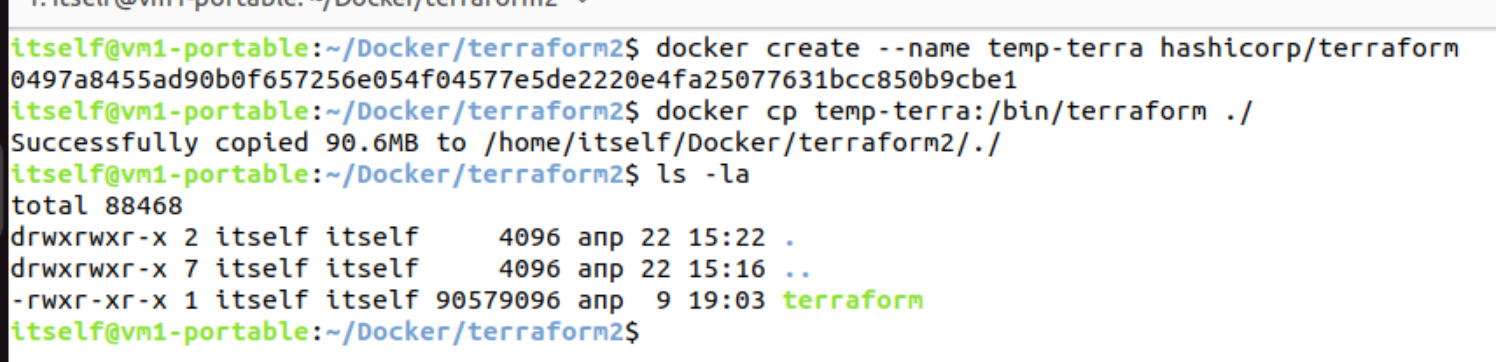 1. itself@vm1-portable: ~/Docker/terraform2
itself@vm1-portable:~/Docker/terraform2$ docker create --name temp-terra hashicorp/terraform
0497a8455ad90b0f657256e054f04577e5de2220e4fa25077631bcc850b9cbe1
itself@vm1-portable:~/Docker/terraform2$ docker cp temp-terra:/bin/terraform ./
Successfully copied 90.6MB to /home/itself/Docker/terraform2/./
itself@vm1-portable:~/Docker/terraform2$ ls -la
total 88468
drwxrwxr-x 2 itself itself     4096 апр 22 15:22 .
drwxrwxr-x 7 itself itself     4096 апр 22 15:16 ..
-rwxr-xr-x 1 itself itself 90579096 апр  9 19:03 terraform
itself@vm1-portable:~/Docker/terraform2$